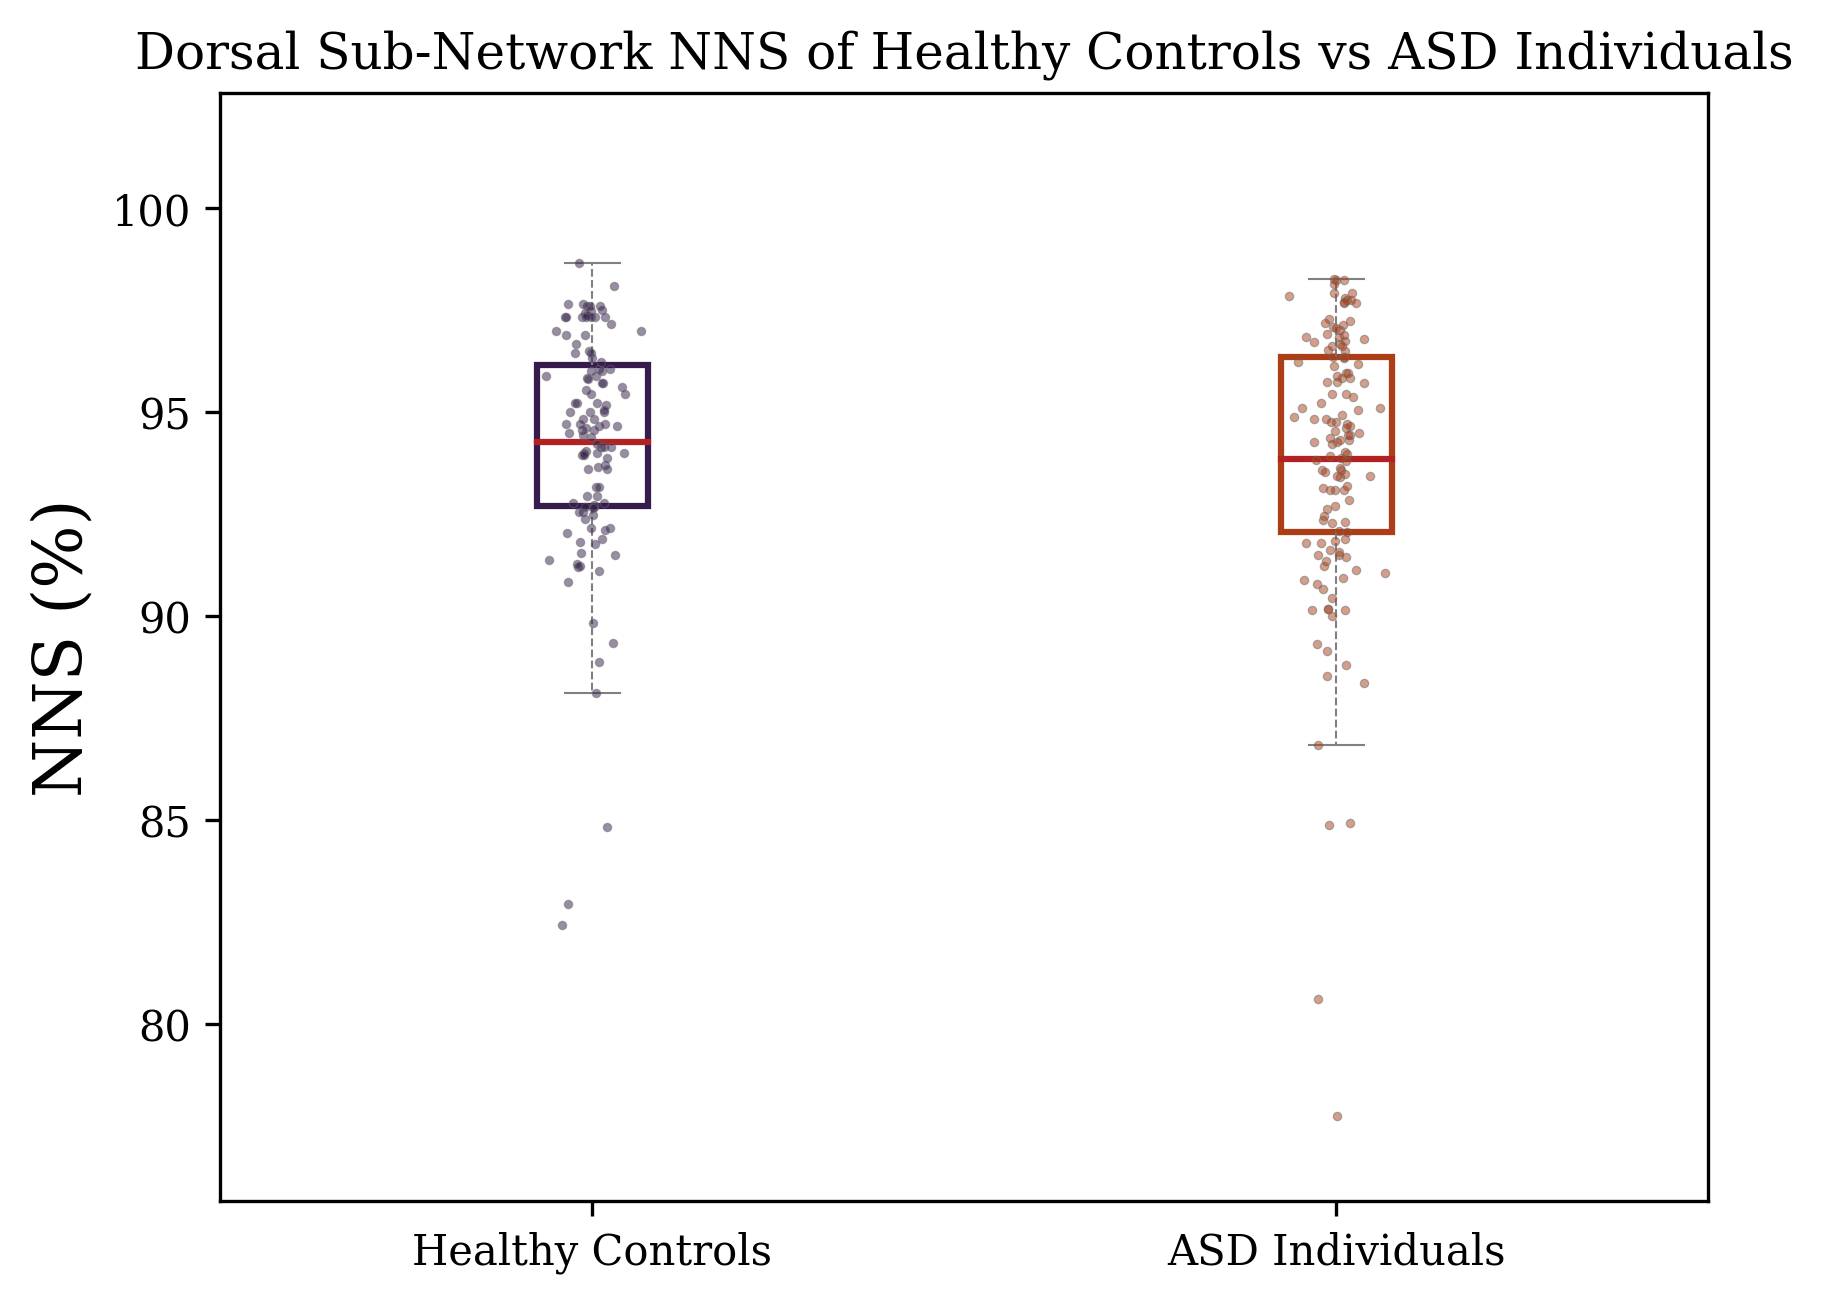 Dorsal Sub-Network NNS of Healthy Controls vs ASD Individuals
NNS (%)
100
95
90
85
80
Healthy Controls
ASD Individuals